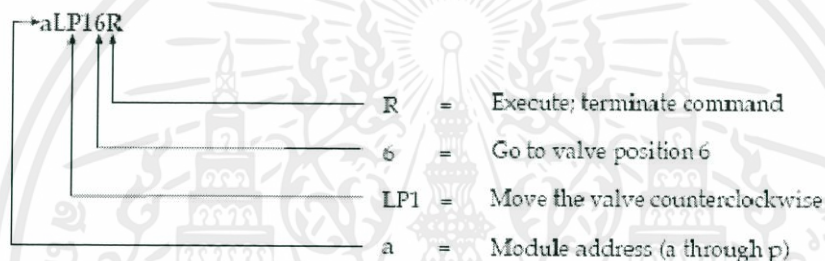 aLP16R
R = Execute; terminate command
6 = Go to valve position 6
LP1 = Move the valve counterclockwise
a = Module address (a through p)